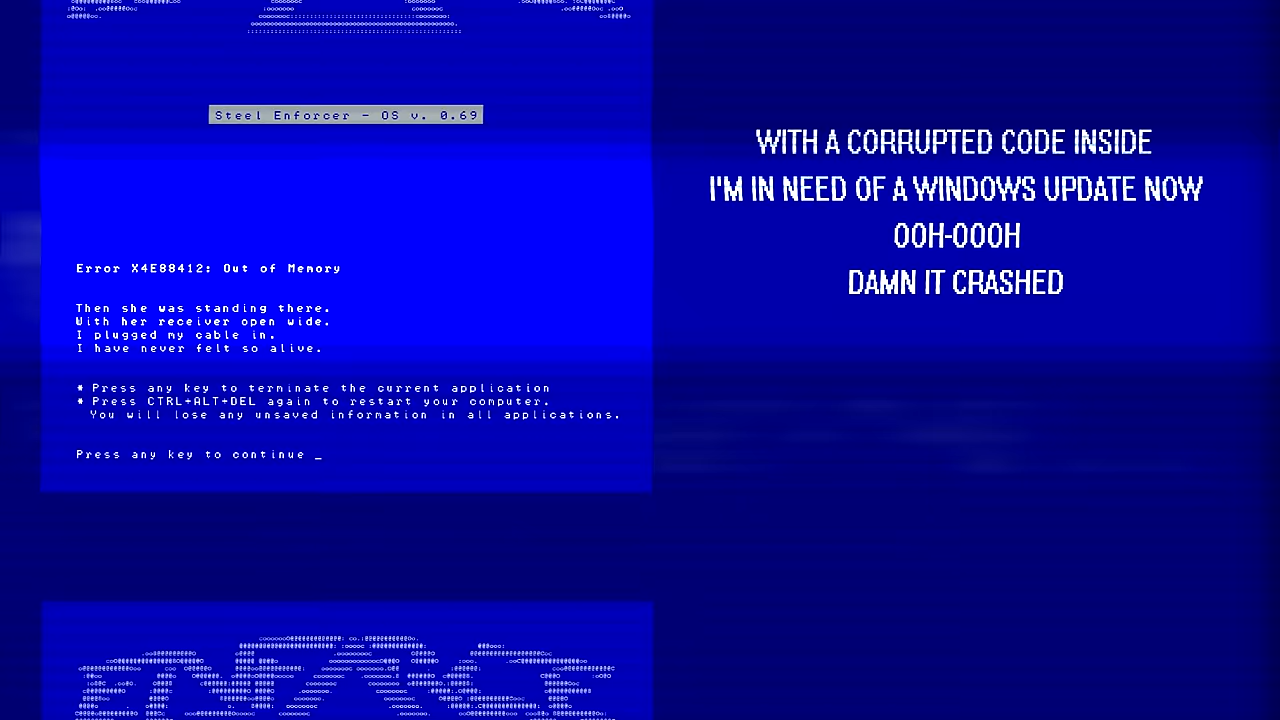 Steel Enforcer - OS v. 0.69
Error X4E88412: Out of Memory
Then she was standing there.
With her receiver open wide.
I plugged my cable in.
I have never felt so alive.
* Press any key to terminate the current application
* Press CTRL+ALT+DEL again to restart your computer.
You will lose any unsaved information in all applications.
Press any key to continue _
WITH A CORRUPTED CODE INSIDE
I'M IN NEED OF A WINDOWS UPDATE NOW
OOH-OOOH
DAMN IT CRASHED